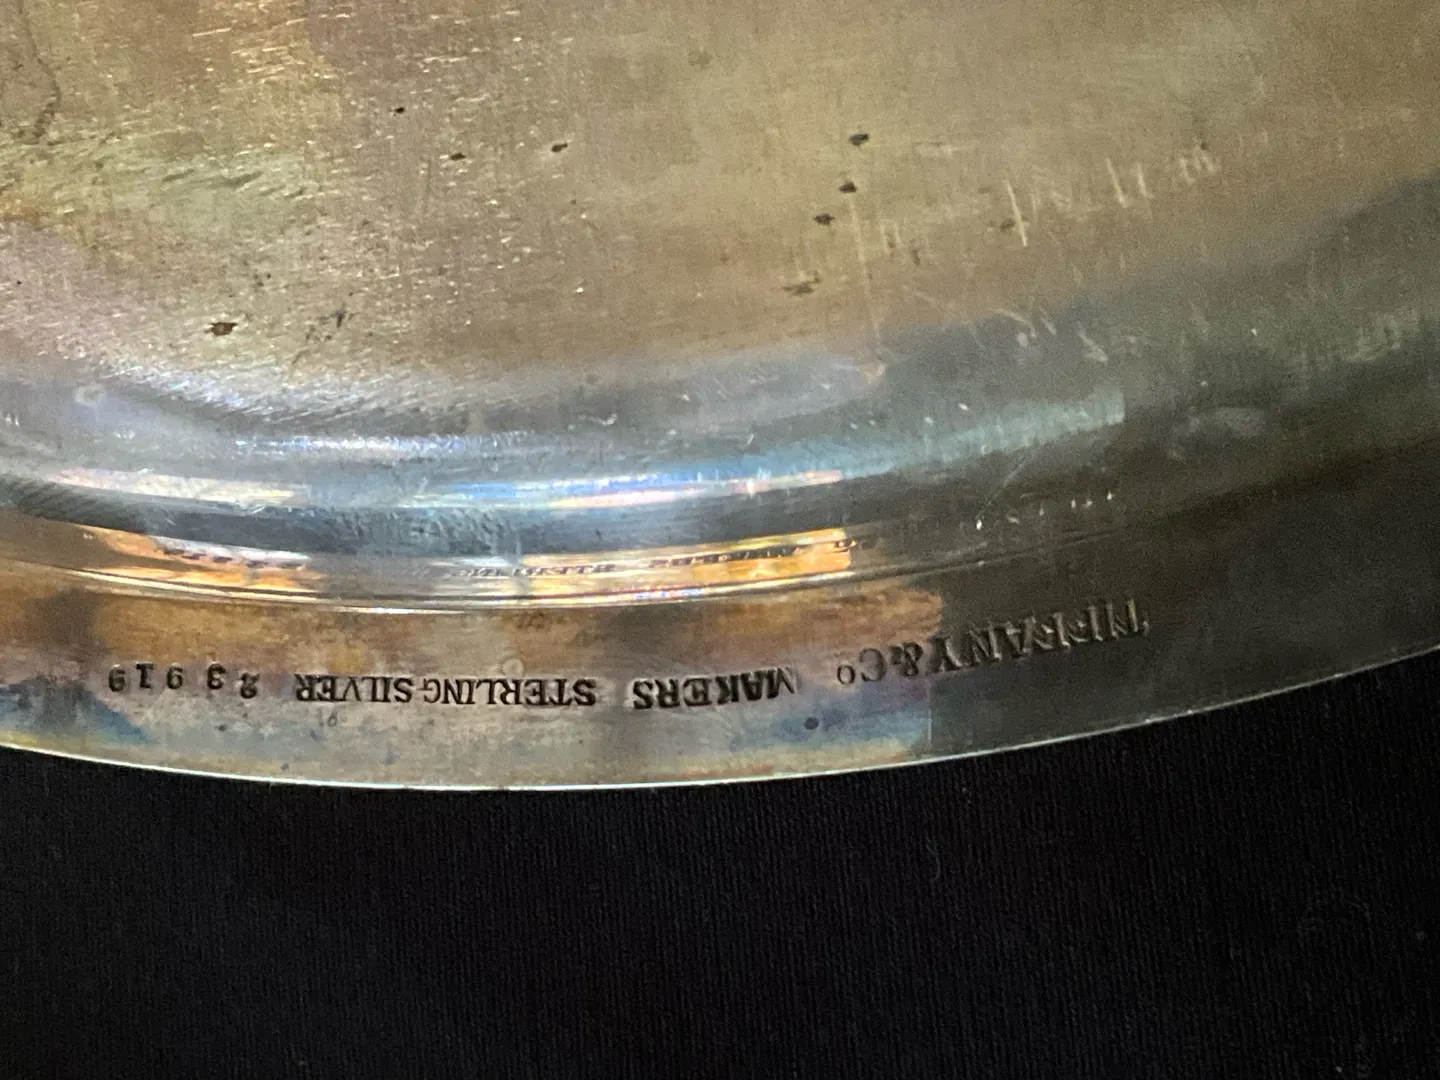 TIFFANY & Cº MAKERS STERLING SILVER 23919